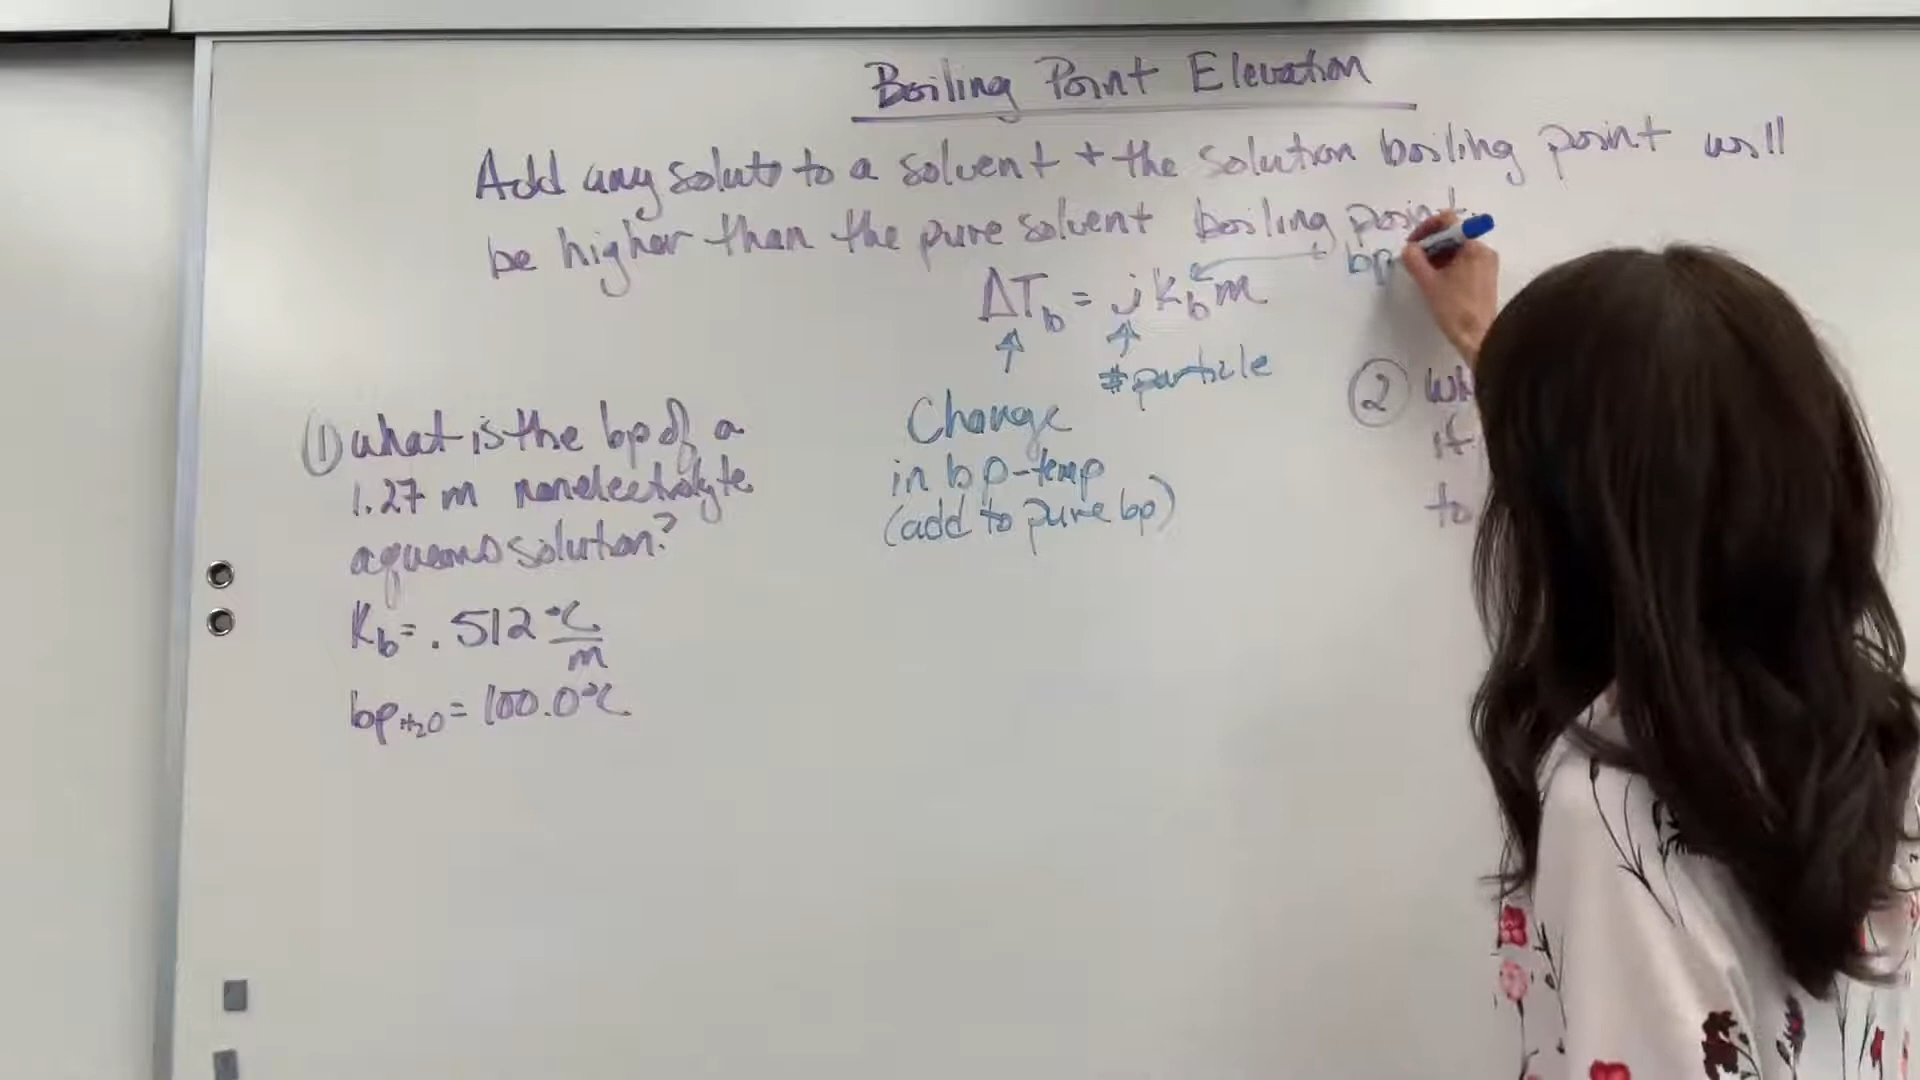 Boiling Point Elevation
Add any solute to a solvent + the solution boiling point will
be higher than the pure solvent boiling point.
bp
ΔTb = i kb m
# particle
Change
in bp-temp
(add to pure bp)
① What is the bp of a
1.27 m nonelectrolyte
aqueous solution?
Kb = .512 °C/m
bpH₂O = 100.0°C
②
if
to